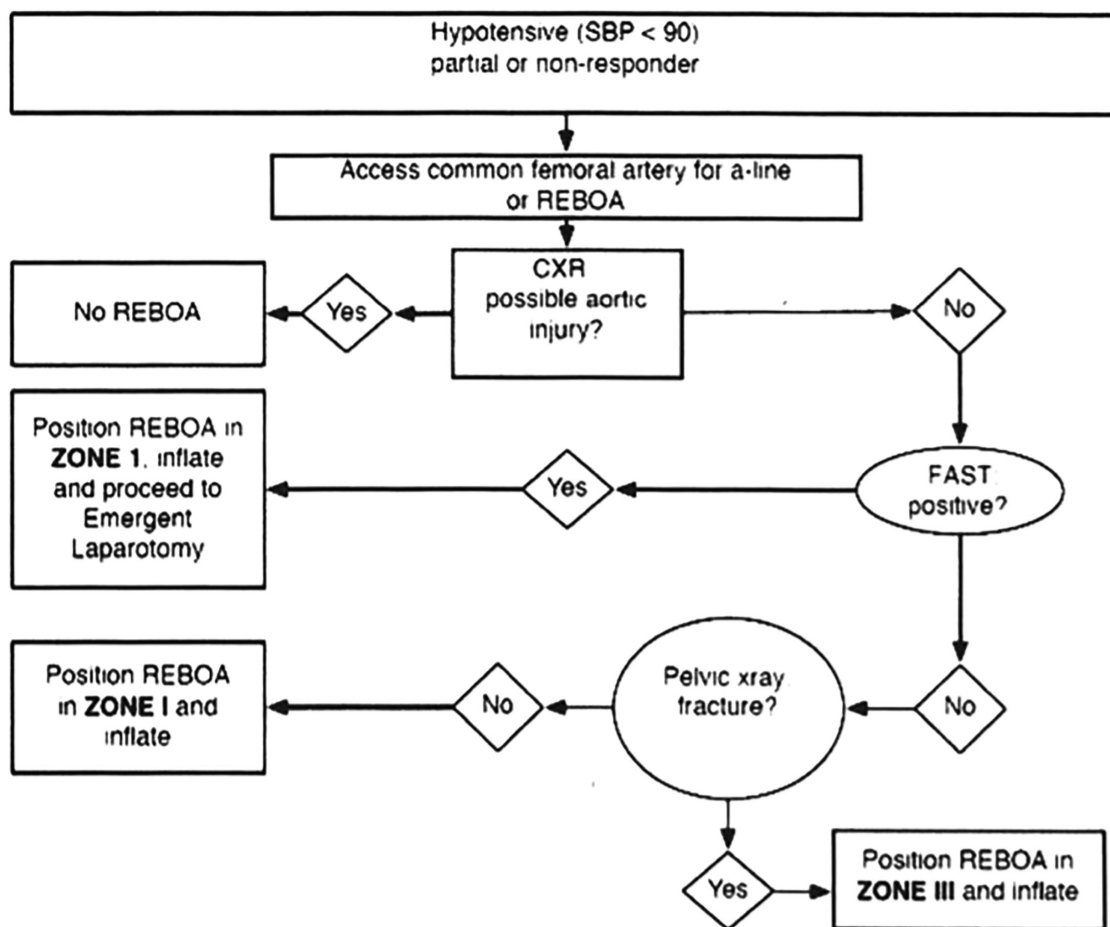 Hypotensive (SBP < 90)
partial or non-responder
Access common femoral artery for a-line
or REBOA
CXR
possible aortic
injury?
Yes
No REBOA
No
FAST
positive?
Yes
Position REBOA in
ZONE 1, inflate
and proceed to
Emergent
Laparotomy
No
Pelvic xray
fracture?
No
Position REBOA
in ZONE I and
inflate
Yes
Position REBOA in
ZONE III and inflate